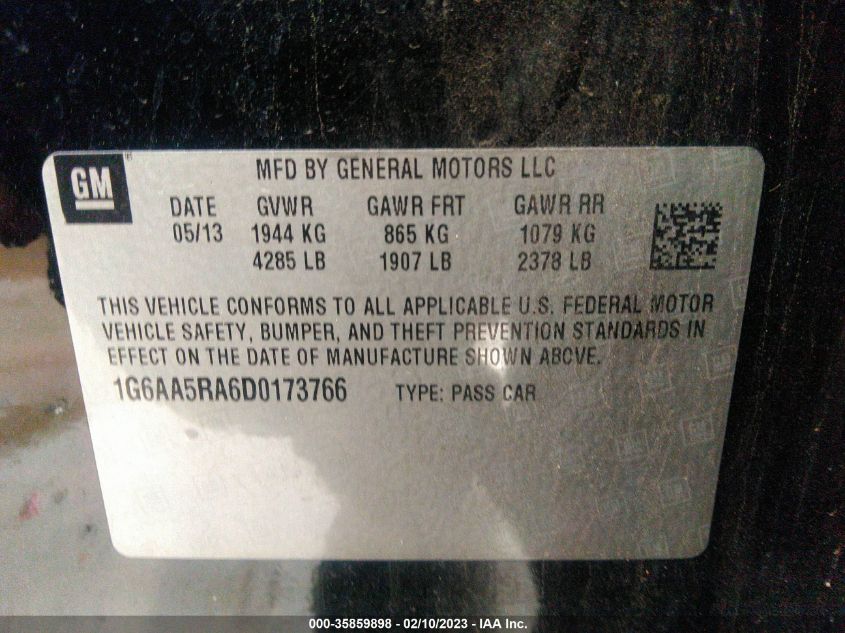 GM
MFD BY GENERAL MOTORS LLC
DATE GVWR GAWR FRT GAWR RR
05/13 1944 KG 865 KG 1079 KG
4285 LB 1907 LB 2378 LB
THIS VEHICLE CONFORMS TO ALL APPLICABLE U.S. FEDERAL MOTOR
VEHICLE SAFETY, BUMPER, AND THEFT PREVENTION STANDARDS IN
EFFECT ON THE DATE OF MANUFACTURE SHOWN ABOVE.
1G6AA5RA6D0173766 TYPE: PASS CAR
000-35859898 - 02/10/2023 - IAA Inc.